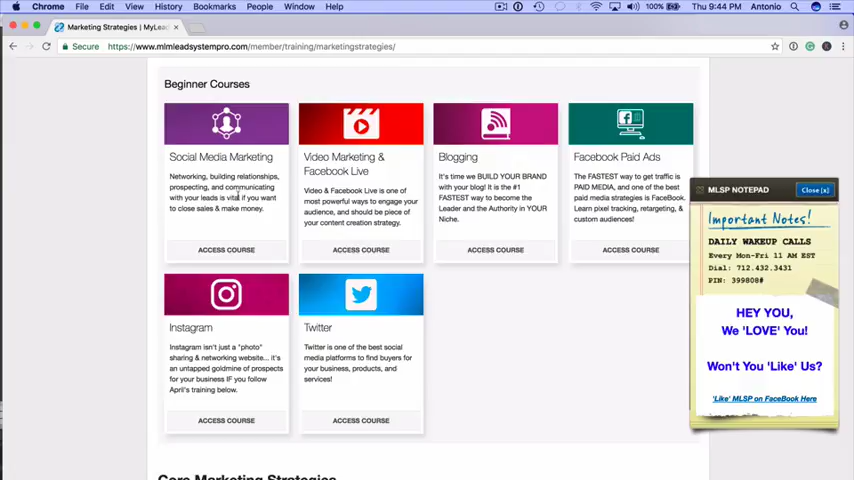 Chrome File Edit View History Bookmarks People Window Help
100% Thu 9:44 PM Antonio
Marketing Strategies | MyLead
Secure https://www.mlmleadsystempro.com/member/training/marketingstrategies/
Beginner Courses
Social Media Marketing
Networking, building relationships,
prospecting, and communicating
with your leads is vital if you want
to close sales & make money.
ACCESS COURSE
Video Marketing &
Facebook Live
Video & Facebook Live is one of
most powerful ways to engage your
audience, and should be piece of
your content creation strategy.
ACCESS COURSE
Blogging
It's time we BUILD YOUR BRAND
with your blog! It is the #1
FASTEST way to become the
Leader and the Authority in YOUR
Niche.
ACCESS COURSE
Facebook Paid Ads
The FASTEST way to get traffic is
PAID MEDIA, and one of the best
paid media strategies is FaceBook.
Learn pixel tracking, retargeting, &
custom audiences!
ACCESS COURSE
Instagram
Instagram isn't just a "photo"
sharing & networking website... it's
an untapped goldmine of prospects
for your business IF you follow
April's training below.
ACCESS COURSE
Twitter
Twitter is one of the best social
media platforms to find buyers for
your business, products, and
services!
ACCESS COURSE
MLSP NOTEPAD Close [x]
Important Notes!
DAILY WAKEUP CALLS
Every Mon-Fri 11 AM EST
Dial: 712.432.3431
PIN: 399808#
HEY YOU,
We 'LOVE' You!
Won't You 'Like' Us?
'Like' MLSP on FaceBook Here
Core Marketing Strategies